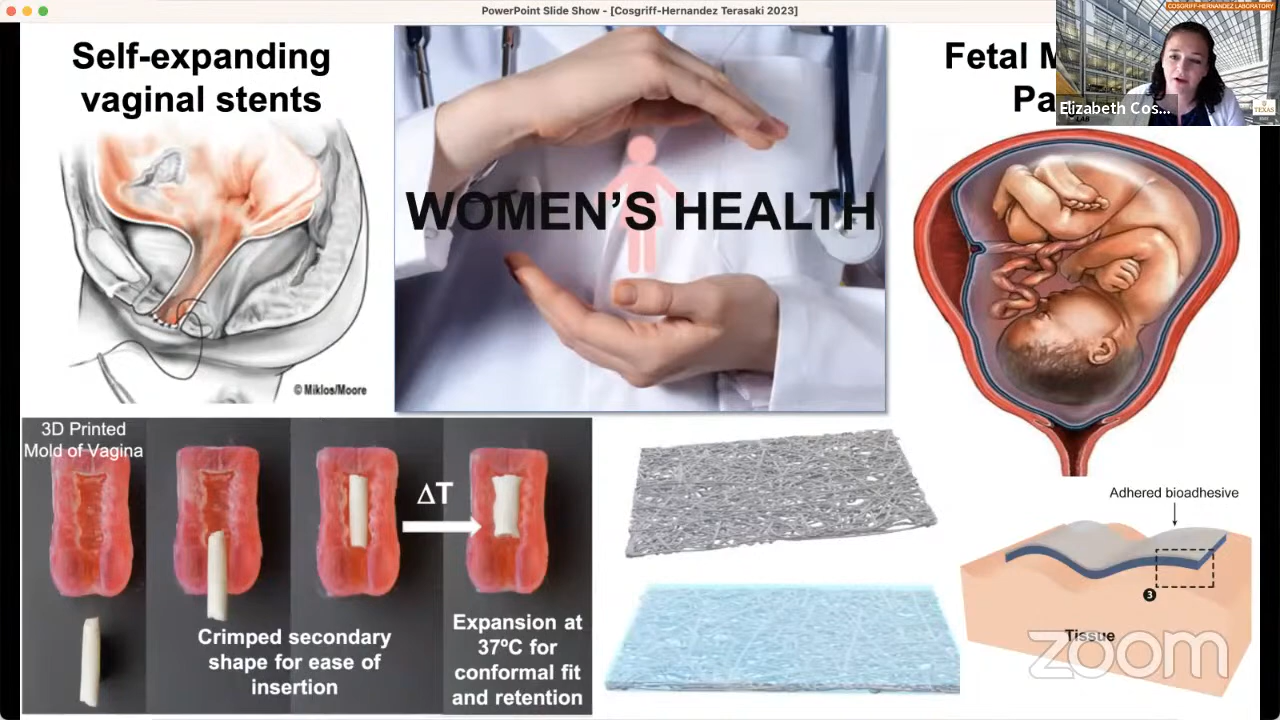 PowerPoint Slide Show - [Cosgriff-Hernandez Terasaki 2023]
COSGRIFF-HERNANDEZ LABORATORY
Elizabeth Cos...
TEXAS
Self-expanding
vaginal stents
WOMEN'S HEALTH
Fetal M
Pa
© Miklos/Moore
3D Printed
Mold of Vagina
ΔT
Crimped secondary
shape for ease of
insertion
Expansion at
37ºC for
conformal fit
and retention
Adhered bioadhesive
3
Tissue
zoom